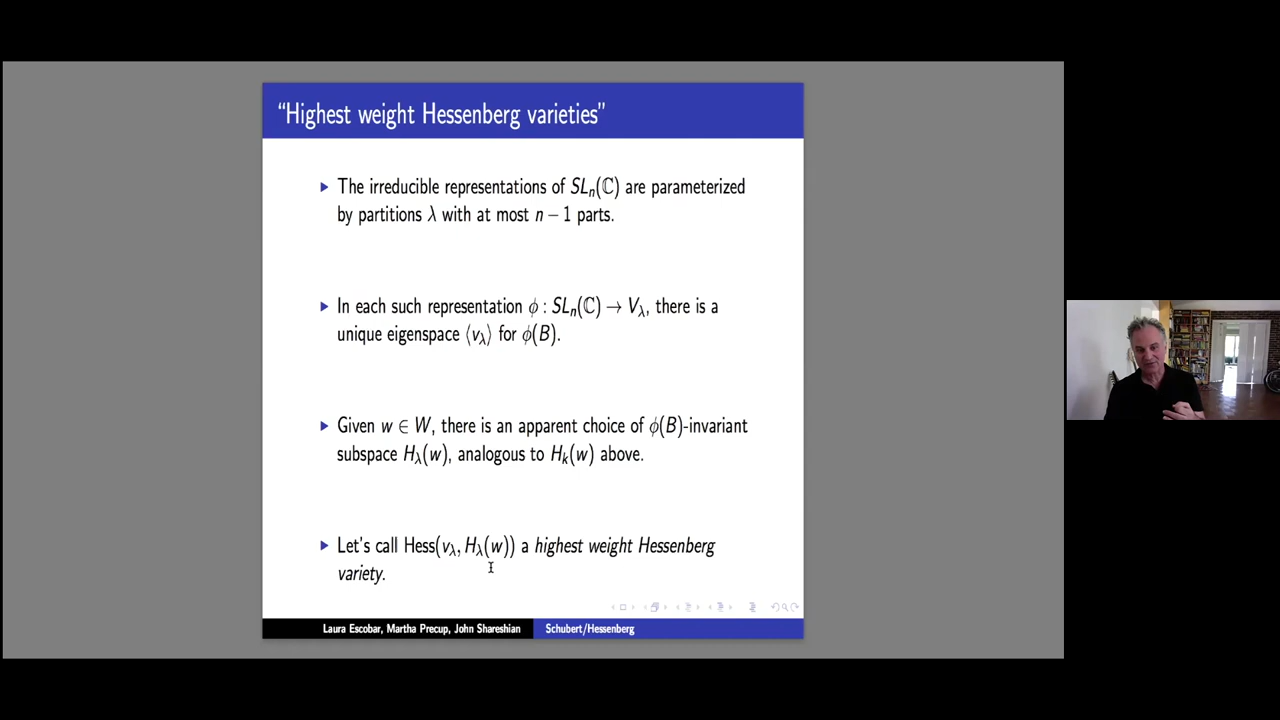 “Highest weight Hessenberg varieties”
▶ The irreducible representations of SLₙ(ℂ) are parameterized
by partitions λ with at most n − 1 parts.
▶ In each such representation ϕ : SLₙ(ℂ) → V_λ, there is a
unique eigenspace ⟨v_λ⟩ for ϕ(B).
▶ Given w ∈ W, there is an apparent choice of ϕ(B)-invariant
subspace H_λ(w), analogous to Hₖ(w) above.
▶ Let's call Hess(v_λ, H_λ(w)) a highest weight Hessenberg
variety.
Laura Escobar, Martha Precup, John Shareshian
Schubert/Hessenberg